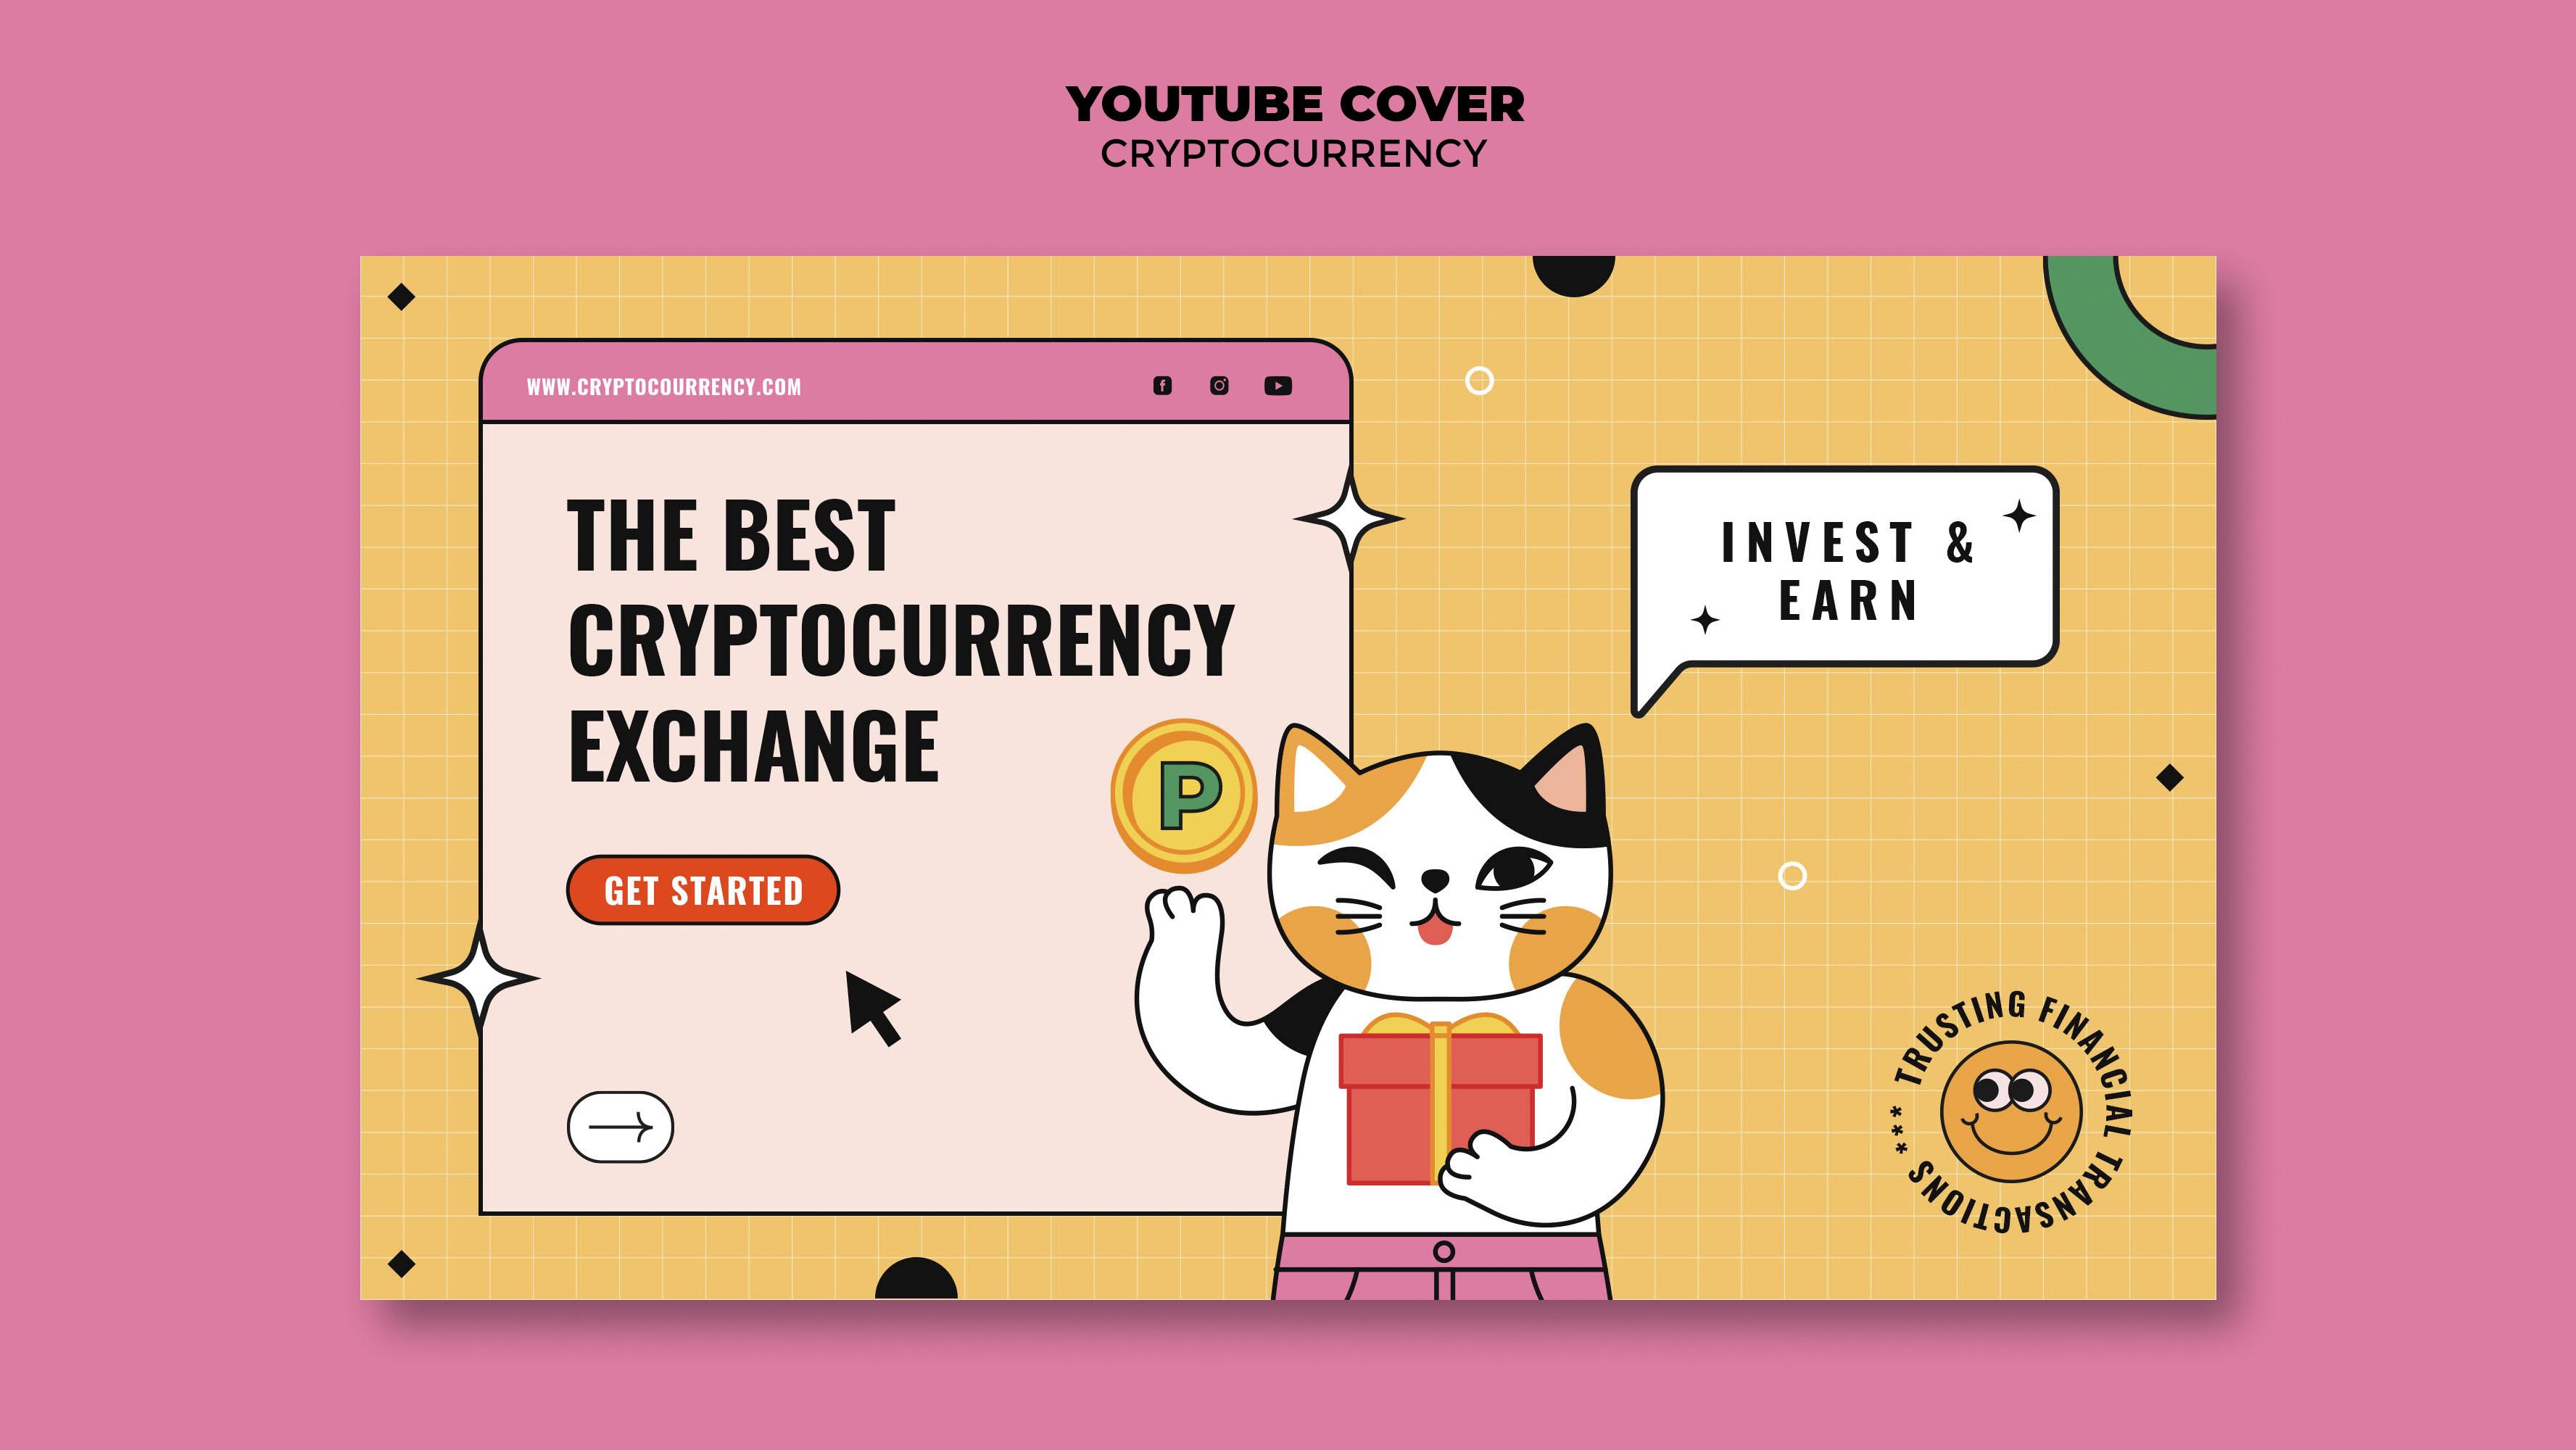 YOUTUBE COVER
CRYPTOCURRENCY
WWW.CRYPTOCOURRENCY.COM
THE BEST
CRYPTOCURRENCY
EXCHANGE
GET STARTED
P
INVEST &
EARN
TRUSTING FINANCIAL TRANSACTIONS ***